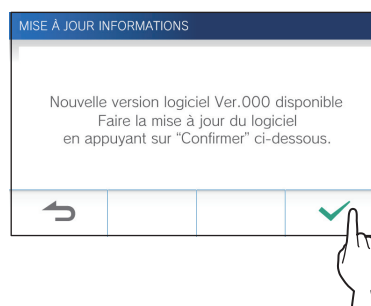 MISE À JOUR INFORMATIONS
Nouvelle version logiciel Ver.000 disponible
Faire la mise à jour du logiciel
en appuyant sur “Confirmer” ci-dessous.